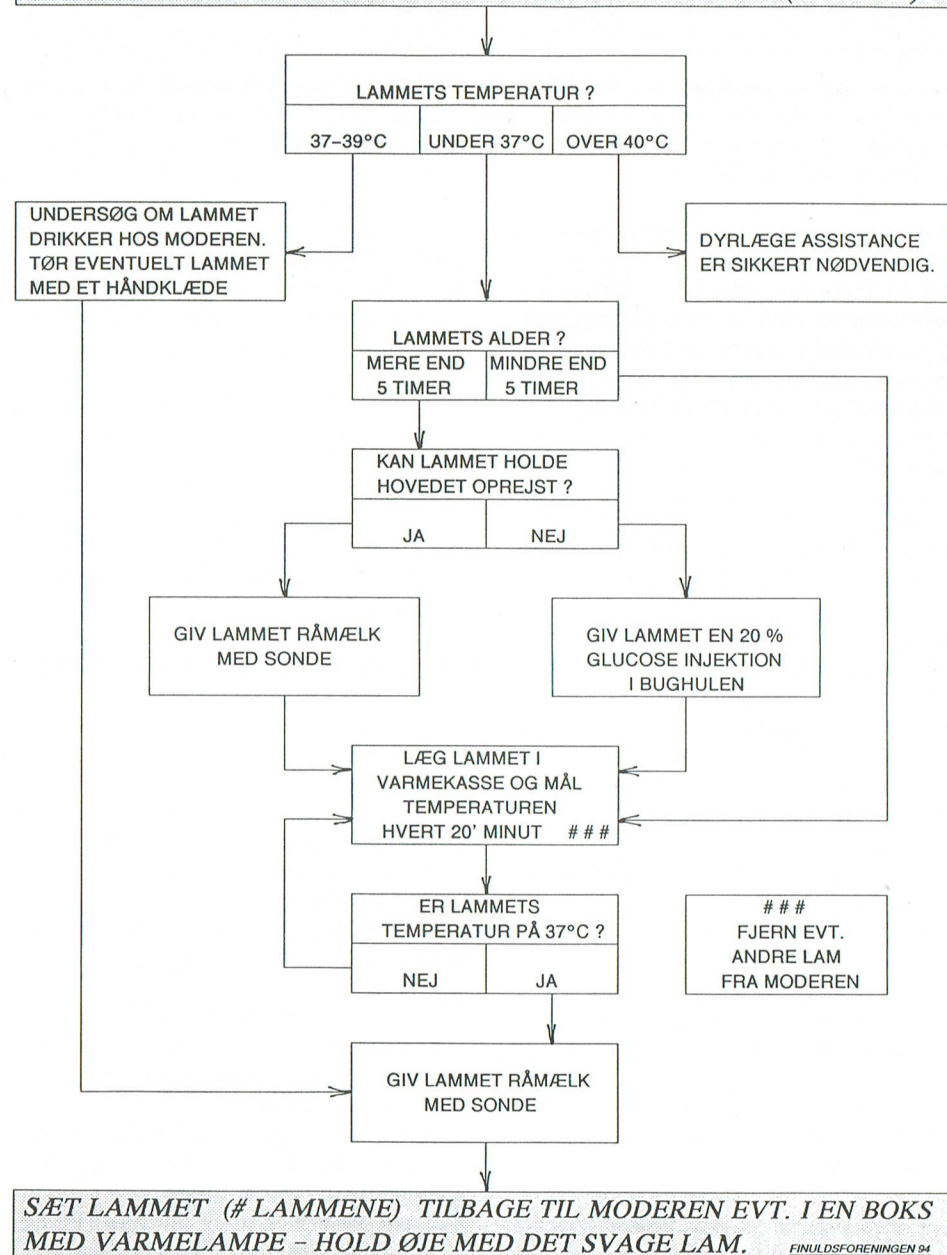 LAMMETS TEMPERATUR ?
37–39°C
UNDER 37°C
OVER 40°C
UNDERSØG OM LAMMET
DRIKKER HOS MODEREN.
TØR EVENTUELT LAMMET
MED ET HÅNDKLÆDE
DYRLÆGE ASSISTANCE
ER SIKKERT NØDVENDIG.
LAMMETS ALDER ?
MERE END
5 TIMER
MINDRE END
5 TIMER
KAN LAMMET HOLDE
HOVEDET OPREJST ?
JA
NEJ
GIV LAMMET RÅMÆLK
MED SONDE
GIV LAMMET EN 20 %
GLUCOSE INJEKTION
I BUGHULEN
LÆG LAMMET I
VARMEKASSE OG MÅL
TEMPERATUREN
HVERT 20' MINUT # # #
ER LAMMETS
TEMPERATUR PÅ 37°C ?
NEJ
JA
# # #
FJERN EVT.
ANDRE LAM
FRA MODEREN
GIV LAMMET RÅMÆLK
MED SONDE
SÆT LAMMET (# LAMMENE) TILBAGE TIL MODEREN EVT. I EN BOKS
MED VARMELAMPE – HOLD ØJE MED DET SVAGE LAM.
FINULDSFORENINGEN 94